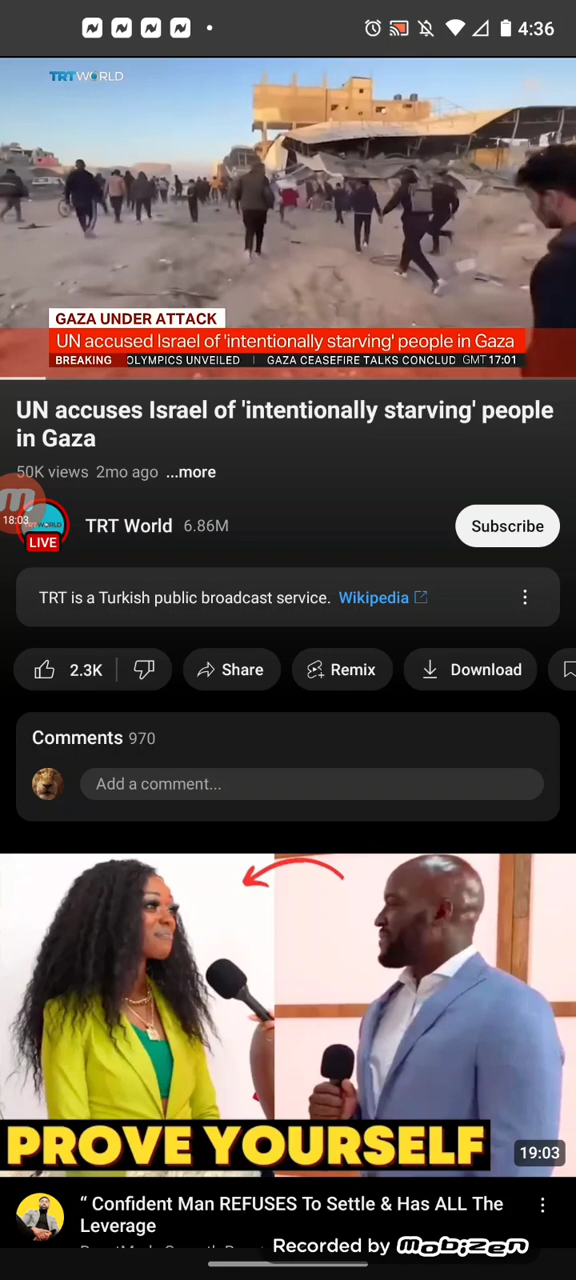 4:36
TRT WORLD
GAZA UNDER ATTACK
UN accused Israel of 'intentionally starving' people in Gaza
BREAKING OLYMPICS UNVEILED | GAZA CEASEFIRE TALKS CONCLUD GMT 17:01
UN accuses Israel of 'intentionally starving' people
in Gaza
50K views 2mo ago ...more
18:03
TRT World 6.86M
Subscribe
LIVE
TRT is a Turkish public broadcast service. Wikipedia
2.3K
Share
Remix
Download
Comments 970
Add a comment...
PROVE YOURSELF
19:03
“ Confident Man REFUSES To Settle & Has ALL The
Leverage
Recorded by mobizen